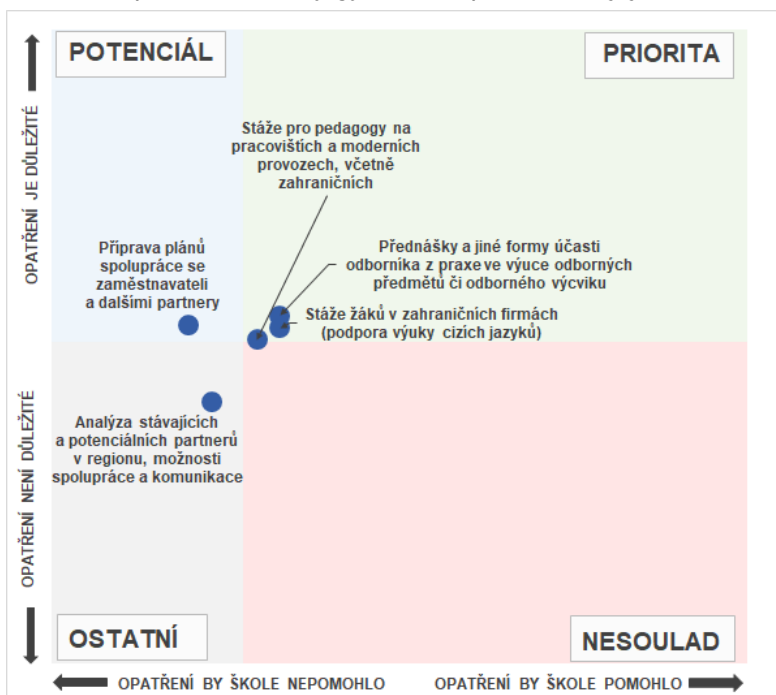 POTENCIÁL
PRIORITA
OPATŘENÍ JE DŮLEŽITÉ
Stáže pro pedagogy na
pracovištích a moderních
provozech, včetně
zahraničních
Příprava plánů
spolupráce se
zaměstnavateli
a dalšími partnery
Přednášky a jiné formy účasti
odborníka z praxe ve výuce odborných
předmětů či odborného výcviku
Stáže žáků v zahraničních firmách
(podpora výuky cizích jazyků)
OPATŘENÍ NENÍ DŮLEŽITÉ
Analýza stávajících
a potenciálních partnerů
v regionu, možnosti
spolupráce a komunikace
OSTATNÍ
NESOULAD
OPATŘENÍ BY ŠKOLE NEPOMOHLO
OPATŘENÍ BY ŠKOLE POMOHLO